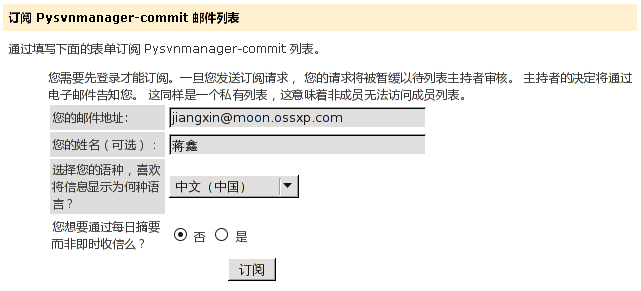 订阅 Pysvnmanager-commit 邮件列表
通过填写下面的表单订阅 Pysvnmanager-commit 列表。
您需要先登录才能订阅。一旦您发送订阅请求， 您的请求将被暂缓以待列表主持者审核。 主持者的决定将通过
电子邮件告知您。 这同样是一个私有列表，这意味着非成员无法访问成员列表。
您的邮件地址:
jiangxin@moon.ossxp.com
您的姓名（可选）:
蒋鑫
选择您的语种，喜欢
将信息显示为何种语
言？
中文（中国）
您想要通过每日摘要
而非即时收信么？
否 是
订阅